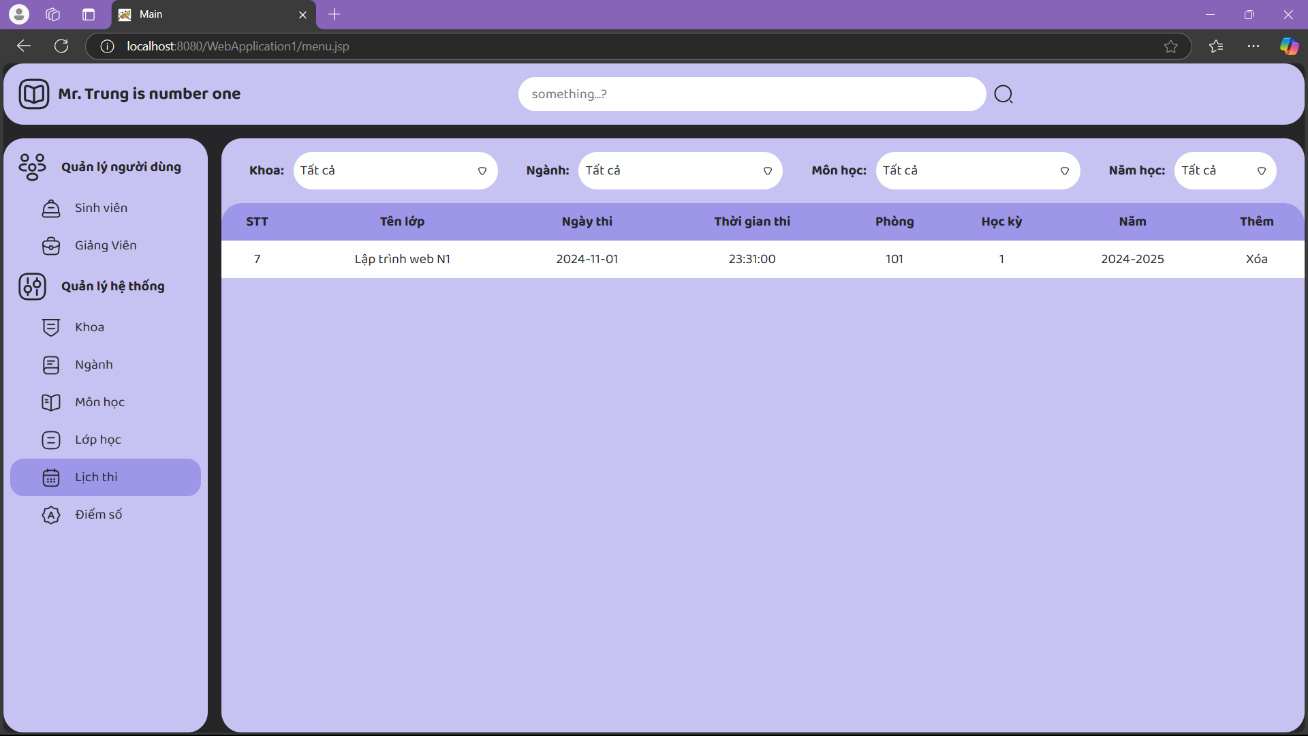 Main
localhost:8080/WebApplication1/menu.jsp
Mr. Trung is number one
something...?
Quản lý người dùng
Sinh viên
Giảng Viên
Quản lý hệ thống
Khoa
Ngành
Môn học
Lớp học
Lịch thi
Điểm số
Khoa: Tất cả Ngành: Tất cả Môn học: Tất cả Năm học: Tất cả
STT Tên lớp Ngày thi Thời gian thi Phòng Học kỳ Năm Thêm
7 Lập trình web N1 2024-11-01 23:31:00 101 1 2024-2025 Xóa